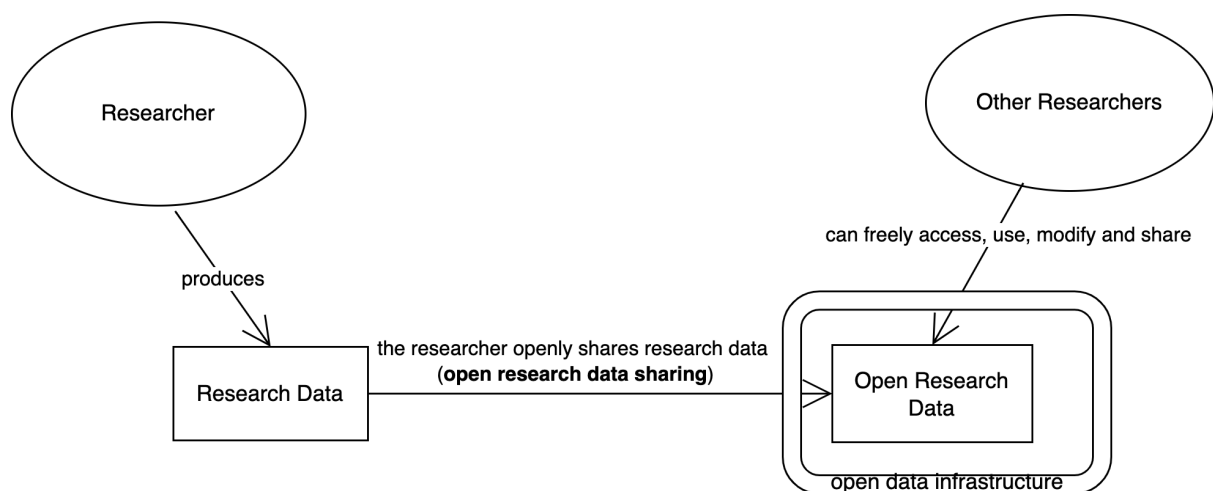 Researcher
Other Researchers
can freely access, use, modify and share
produces
the researcher openly shares research data
(open research data sharing)
Research Data
Open Research
Data
open data infrastructure